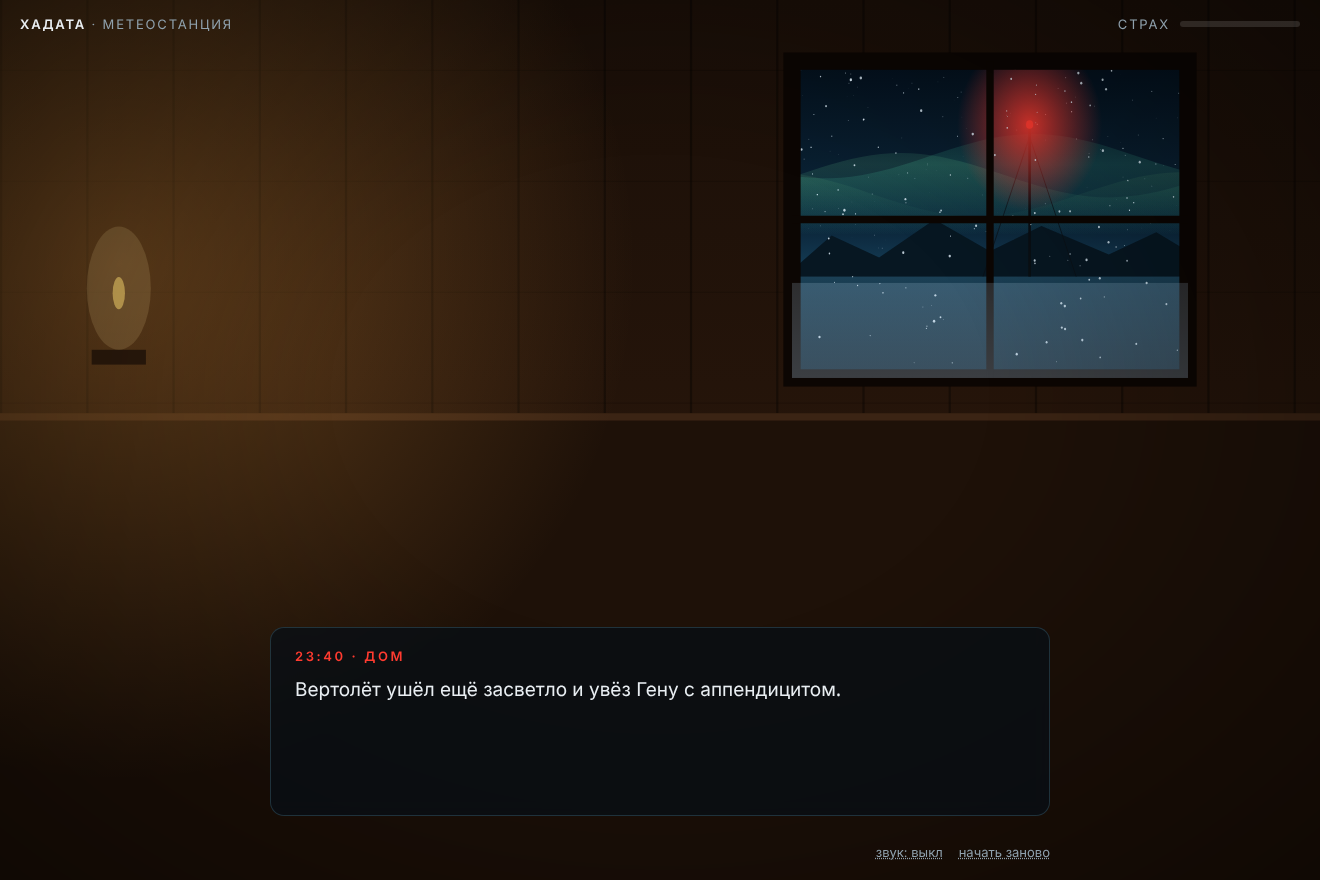 ХАДАТА · МЕТЕОСТАНЦИЯ
СТРАХ
23:40 · ДОМ
Вертолёт ушёл ещё засветло и увёз Гену с аппендицитом.
звук: выкл начать заново